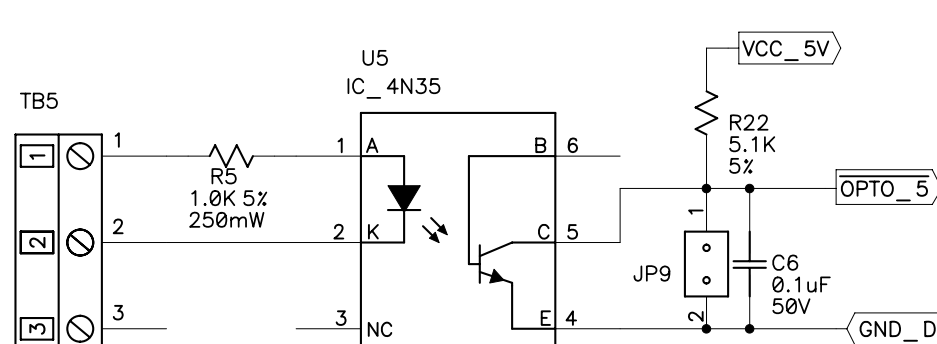 VCC_5V
U5
IC_4N35
TB5
1
1
1
A
B
6
R5
1.0K 5%
250mW
R22
5.1K
5%
OPTO_5
2
2
2
K
C
5
1
JP9
C6
0.1uF
50V
3
3
3
NC
E
4
2
GND_D